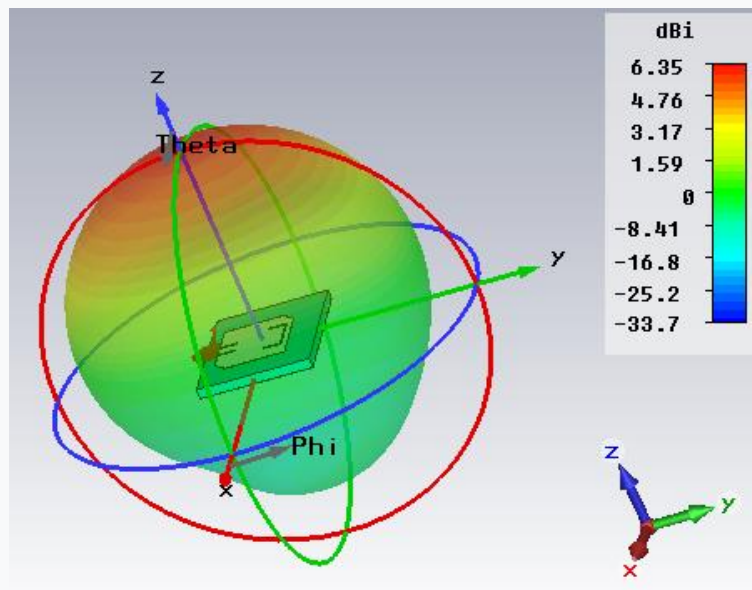 dBi
6.35
4.76
3.17
1.59
0
-8.41
-16.8
-25.2
-33.7
z
Theta
y
Phi
x
z
y
x